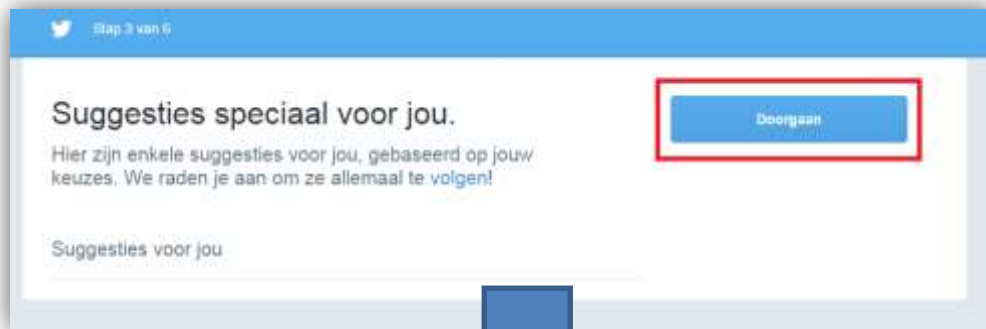 Stap 3 van 6
Suggesties speciaal voor jou.
Doorgaan
Hier zijn enkele suggesties voor jou, gebaseerd op jouw
keuzes. We raden je aan om ze allemaal te volgen!
Suggesties voor jou